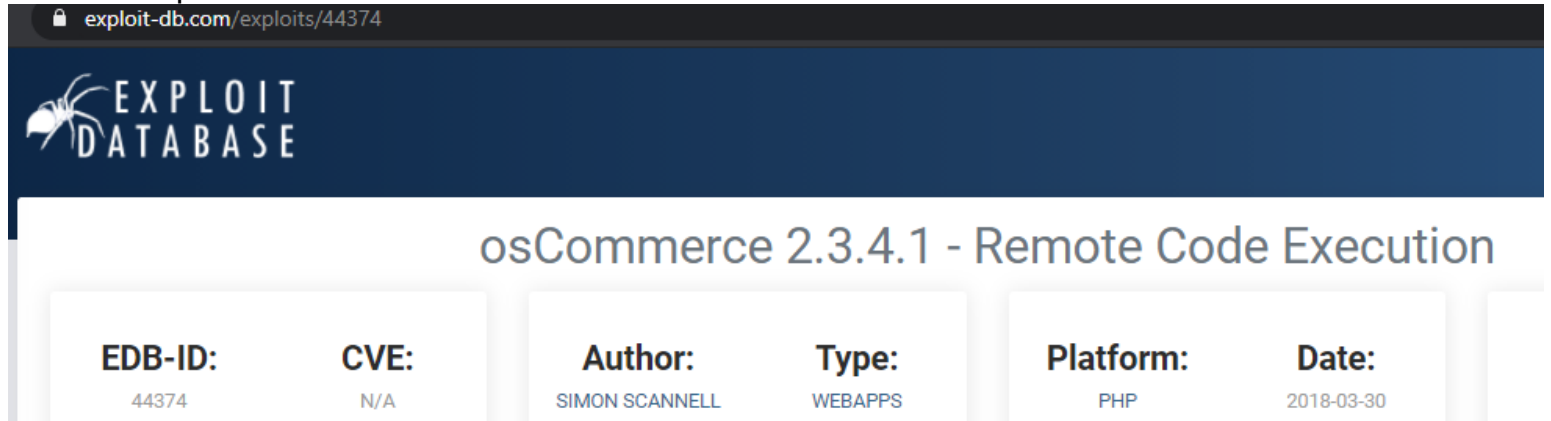 exploit-db.com/exploits/44374
EXPLOIT
DATABASE
osCommerce 2.3.4.1 - Remote Code Execution
EDB-ID: CVE: Author: Type: Platform: Date:
44374 N/A SIMON SCANNELL WEBAPPS PHP 2018-03-30